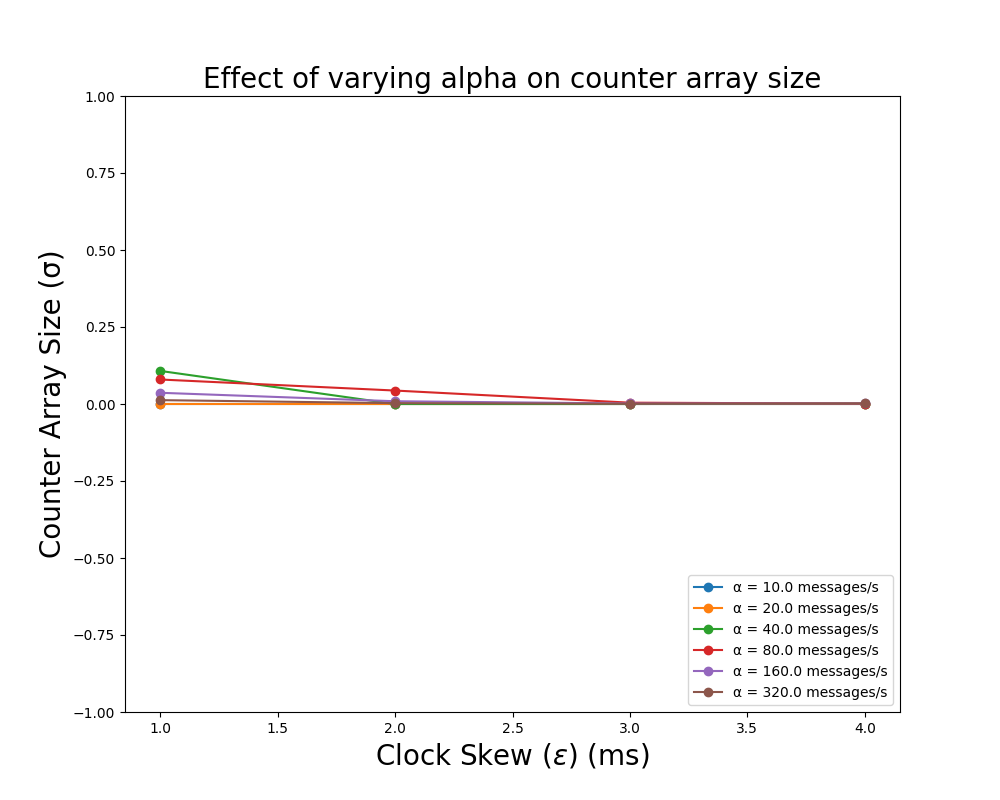 Effect of varying alpha on counter array size
1.00
0.75
0.50
0.25
0.00
−0.25
−0.50
−0.75
−1.00
Counter Array Size (σ)
1.0 1.5 2.0 2.5 3.0 3.5 4.0
Clock Skew (ε) (ms)
α = 10.0 messages/s
α = 20.0 messages/s
α = 40.0 messages/s
α = 80.0 messages/s
α = 160.0 messages/s
α = 320.0 messages/s